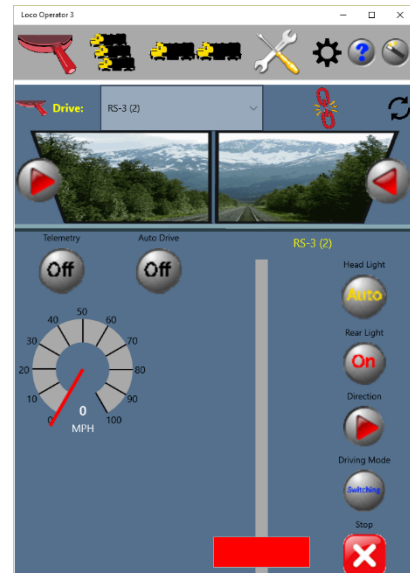 Loco Operator 3
?
Drive: RS-3 (2)
Telemetry
Auto Drive
RS-3 (2)
Off
Off
Head Light
Auto
Rear Light
On
50
40
60
30
70
20
80
10
90
0
100
0
MPH
Direction
Driving Mode
Switching
Stop